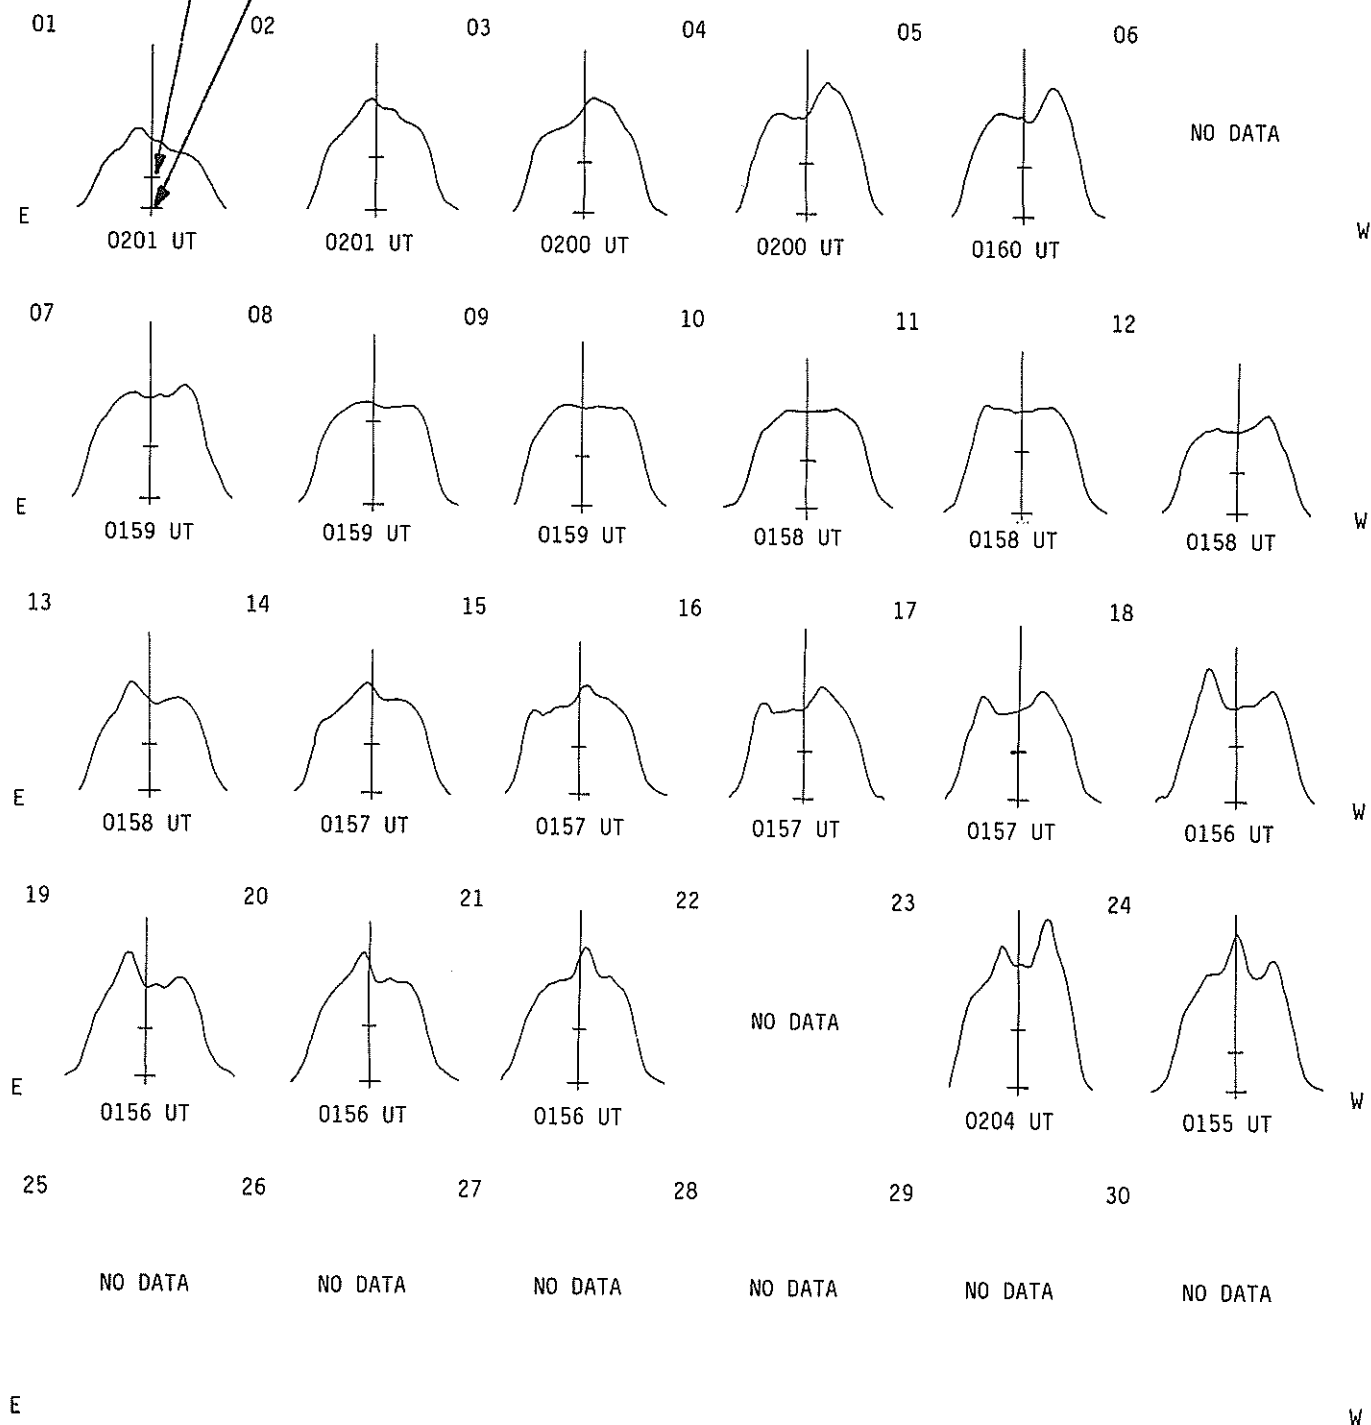 01 02 03 04 05 06
NO DATA
E W
0201 UT 0201 UT 0200 UT 0200 UT 0160 UT
07 08 09 10 11 12
E W
0159 UT 0159 UT 0159 UT 0158 UT 0158 UT 0158 UT
13 14 15 16 17 18
E W
0158 UT 0157 UT 0157 UT 0157 UT 0157 UT 0156 UT
19 20 21 22 23 24
NO DATA
E W
0156 UT 0156 UT 0156 UT 0204 UT 0155 UT
25 26 27 28 29 30
NO DATA NO DATA NO DATA NO DATA NO DATA NO DATA
E W